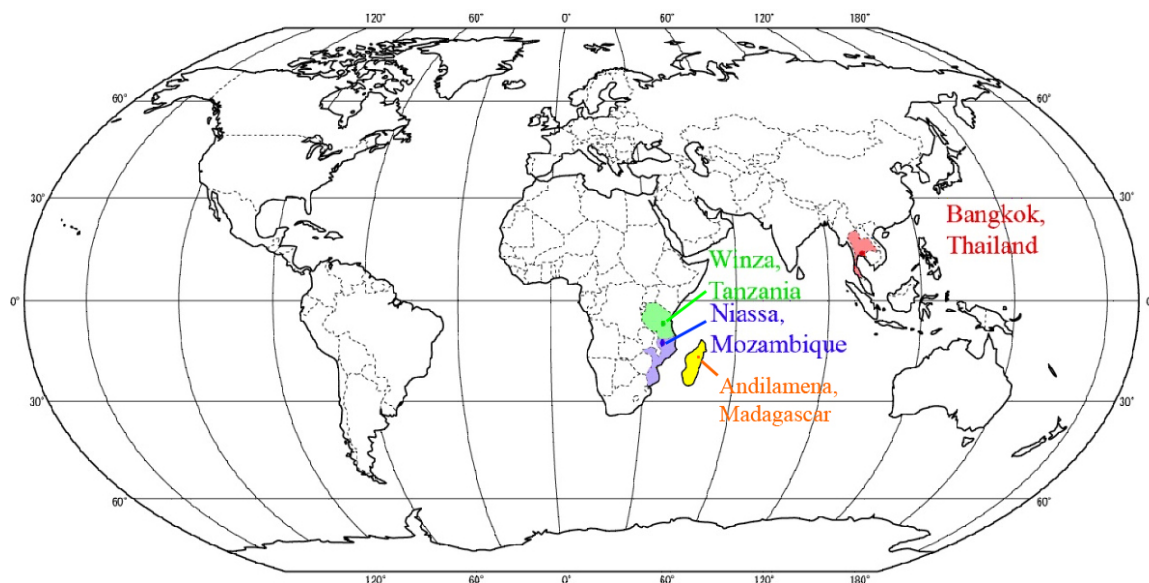 120° 60° 0° 60° 120° 180°
60° 60°
30° 30°
Bangkok,
Thailand
Winza,
Tanzania
0° 0
Niassa,
Mozambique
Andilamena,
Madagascar
30° 30°
60° 60°
120° 60° 0° 60° 120° 180°